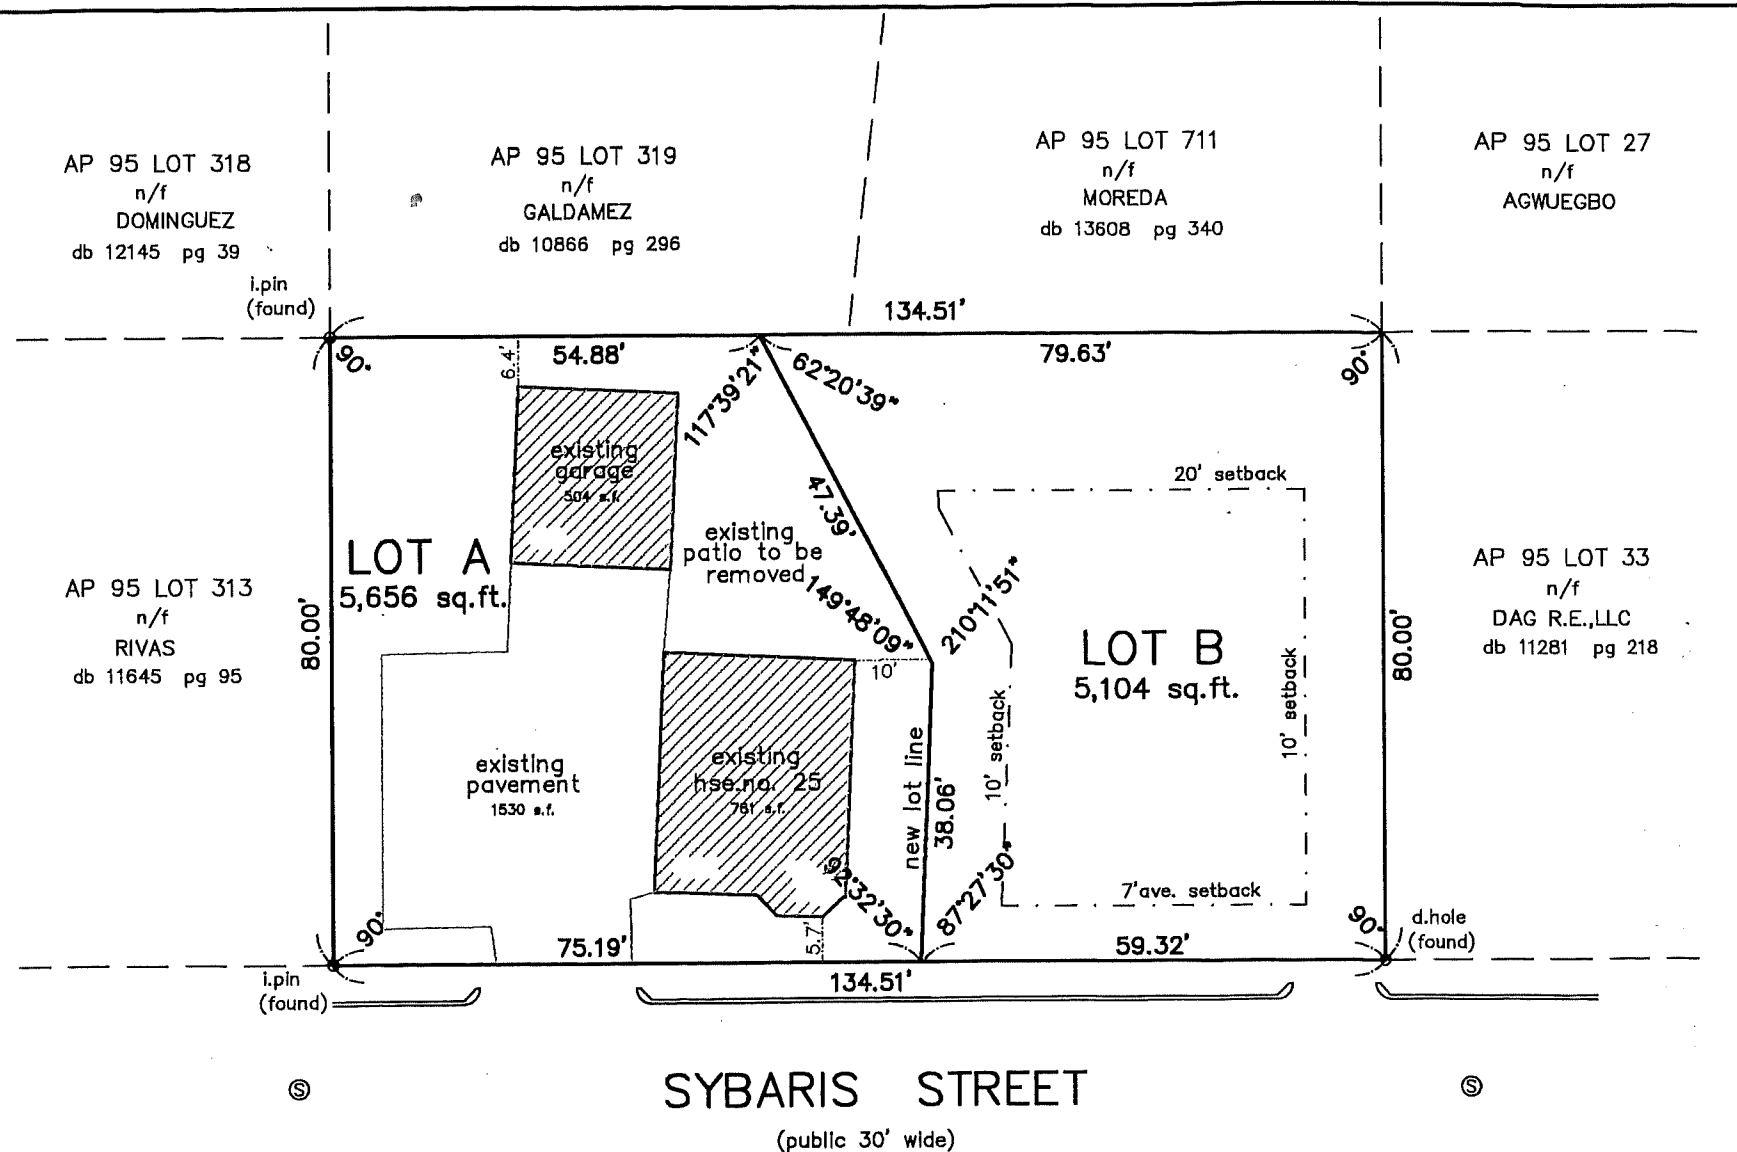 AP 95 LOT 318
n/f
DOMINGUEZ
db 12145 pg 39
AP 95 LOT 319
n/f
GALDAMEZ
db 10866 pg 296
AP 95 LOT 711
n/f
MOREDA
db 13608 pg 340
AP 95 LOT 27
n/f
AGWUEGBO
i.pin
(found)
134.51'
90°
6.4'
54.88'
117°39'21"
62°20'39"
79.63'
90°
existing
garage
504 s.f.
47.39'
20' setback
existing
patio to be
removed
LOT A
5,656 sq.ft.
AP 95 LOT 313
n/f
RIVAS
db 11645 pg 95
80.00'
149°48'09"
210°11'51"
10'
LOT B
5,104 sq.ft.
10' setback
10' setback
80.00'
AP 95 LOT 33
n/f
DAG R.E.,LLC
db 11281 pg 218
existing
pavement
1530 s.f.
existing
hse.no. 25
761 s.f.
new lot line
38.06'
92°32'30"
87°27'30"
7'ave. setback
90°
75.19'
5.7'
59.32'
90°
d.hole
(found)
134.51'
i.pin
(found)
S
SYBARIS STREET
S
(public 30' wide)